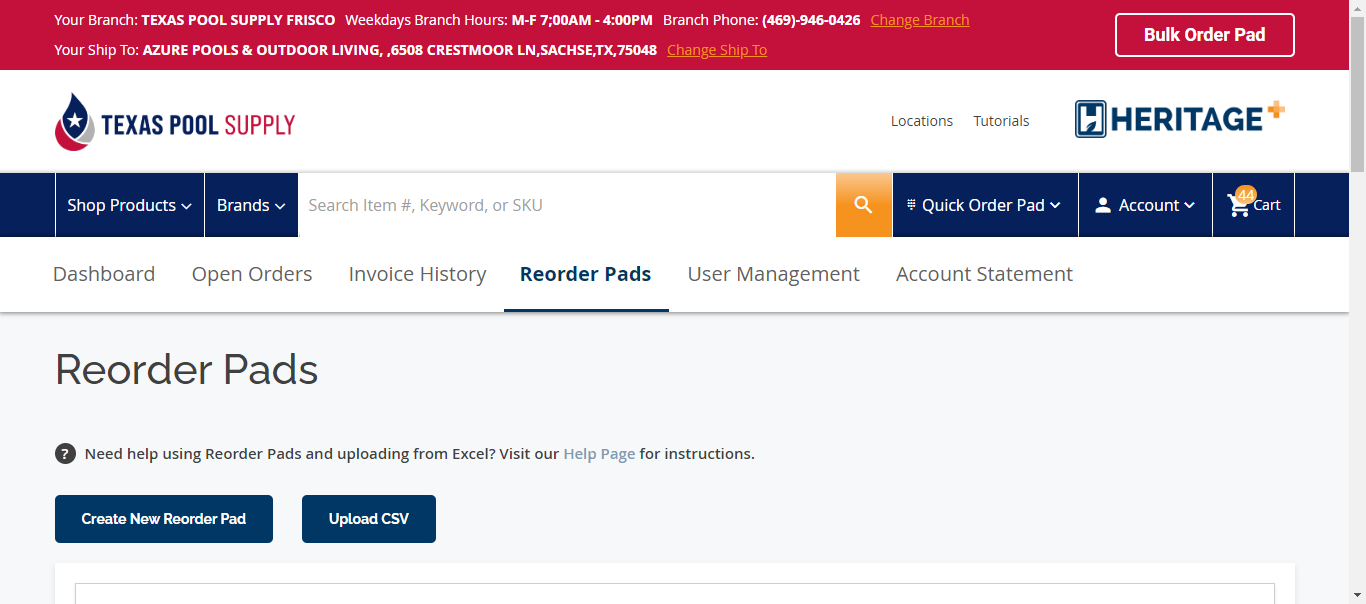 Your Branch: TEXAS POOL SUPPLY FRISCO Weekdays Branch Hours: M-F 7;00AM - 4:00PM Branch Phone: (469)-946-0426 Change Branch
Your Ship To: AZURE POOLS & OUTDOOR LIVING, ,6508 CRESTMOOR LN,SACHSE,TX,75048 Change Ship To
Bulk Order Pad
TEXAS POOL SUPPLY
Locations Tutorials
HERITAGE+
Shop Products Brands Search Item #, Keyword, or SKU Quick Order Pad Account 44 Cart
Dashboard Open Orders Invoice History Reorder Pads User Management Account Statement
Reorder Pads
? Need help using Reorder Pads and uploading from Excel? Visit our Help Page for instructions.
Create New Reorder Pad Upload CSV